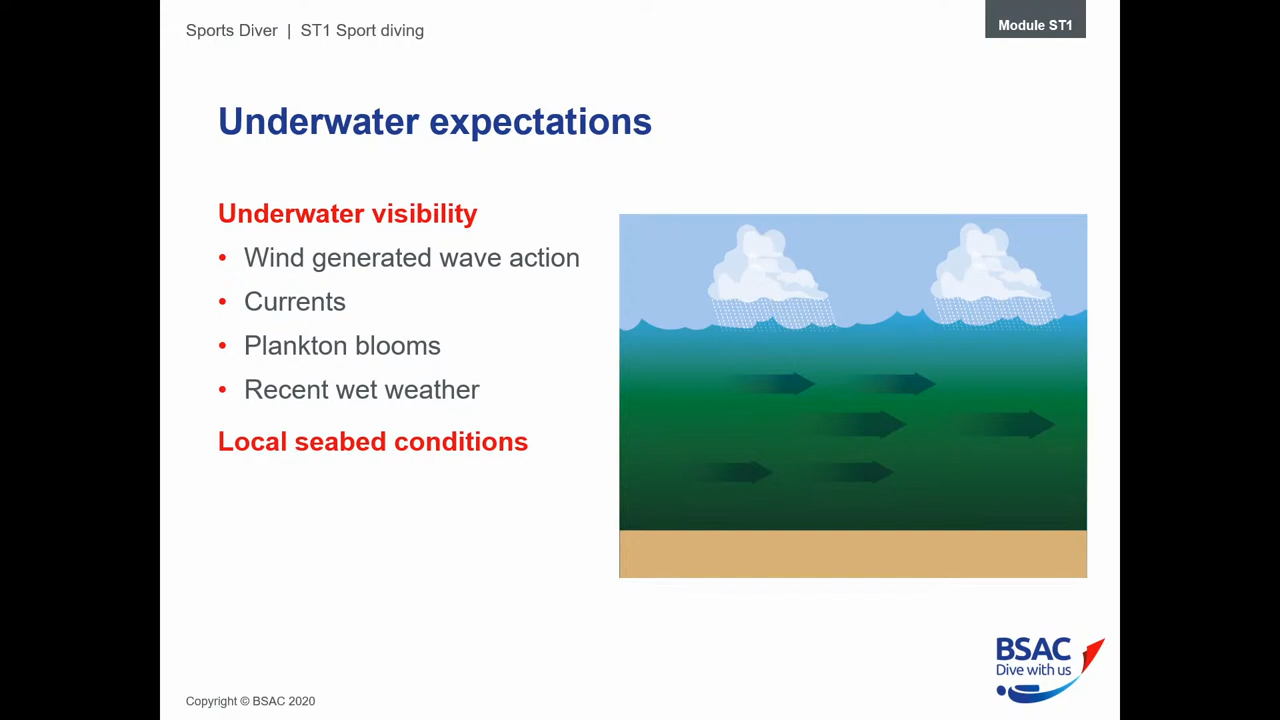 Sports Diver | ST1 Sport diving
Module ST1
Underwater expectations
Underwater visibility
• Wind generated wave action
• Currents
• Plankton blooms
• Recent wet weather
Local seabed conditions
BSAC
Dive with us
Copyright © BSAC 2020